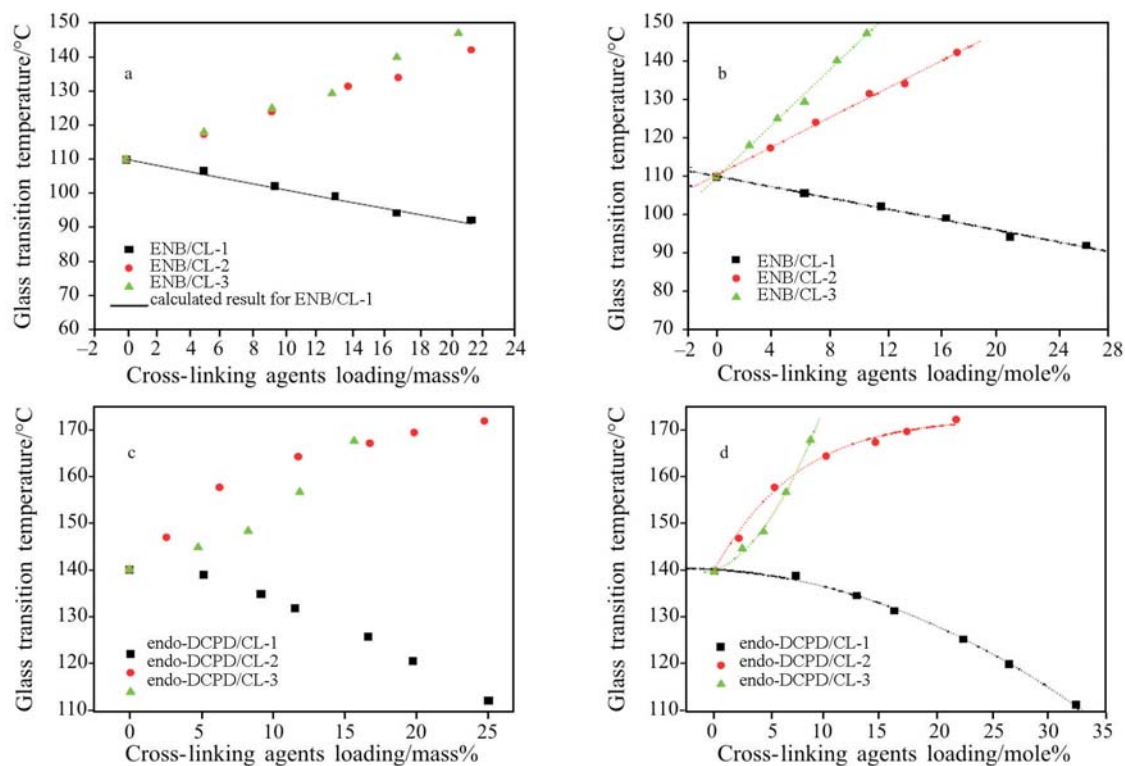 150
140
130
120
110
100
90
80
70
60
Glass transition temperature/°C
a
ENB/CL-1
ENB/CL-2
ENB/CL-3
calculated result for ENB/CL-1
−2 0 2 4 6 8 10 12 14 16 18 20 22 24
Cross-linking agents loading/mass%
150
140
130
120
110
100
90
80
70
Glass transition temperature/°C
b
ENB/CL-1
ENB/CL-2
ENB/CL-3
−2 0 4 8 12 16 20 24 28
Cross-linking agents loading/mole%
170
160
150
140
130
120
110
Glass transition temperature/°C
c
endo-DCPD/CL-1
endo-DCPD/CL-2
endo-DCPD/CL-3
0 5 10 15 20 25
Cross-linking agents loading/mass%
170
160
150
140
130
120
110
Glass transition temperature/°C
d
endo-DCPD/CL-1
endo-DCPD/CL-2
endo-DCPD/CL-3
0 5 10 15 20 25 30 35
Cross-linking agents loading/mole%